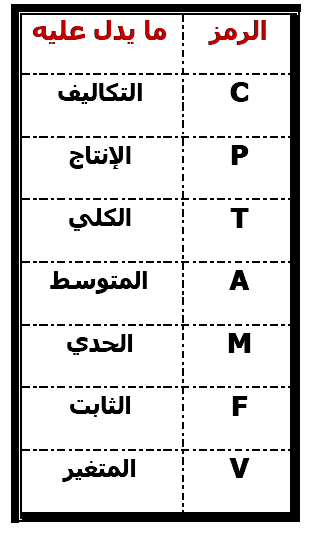 الرمز ما يدل عليه
C التكاليف
P الإنتاج
T الكلي
A المتوسط
M الحدي
F الثابت
V المتغير